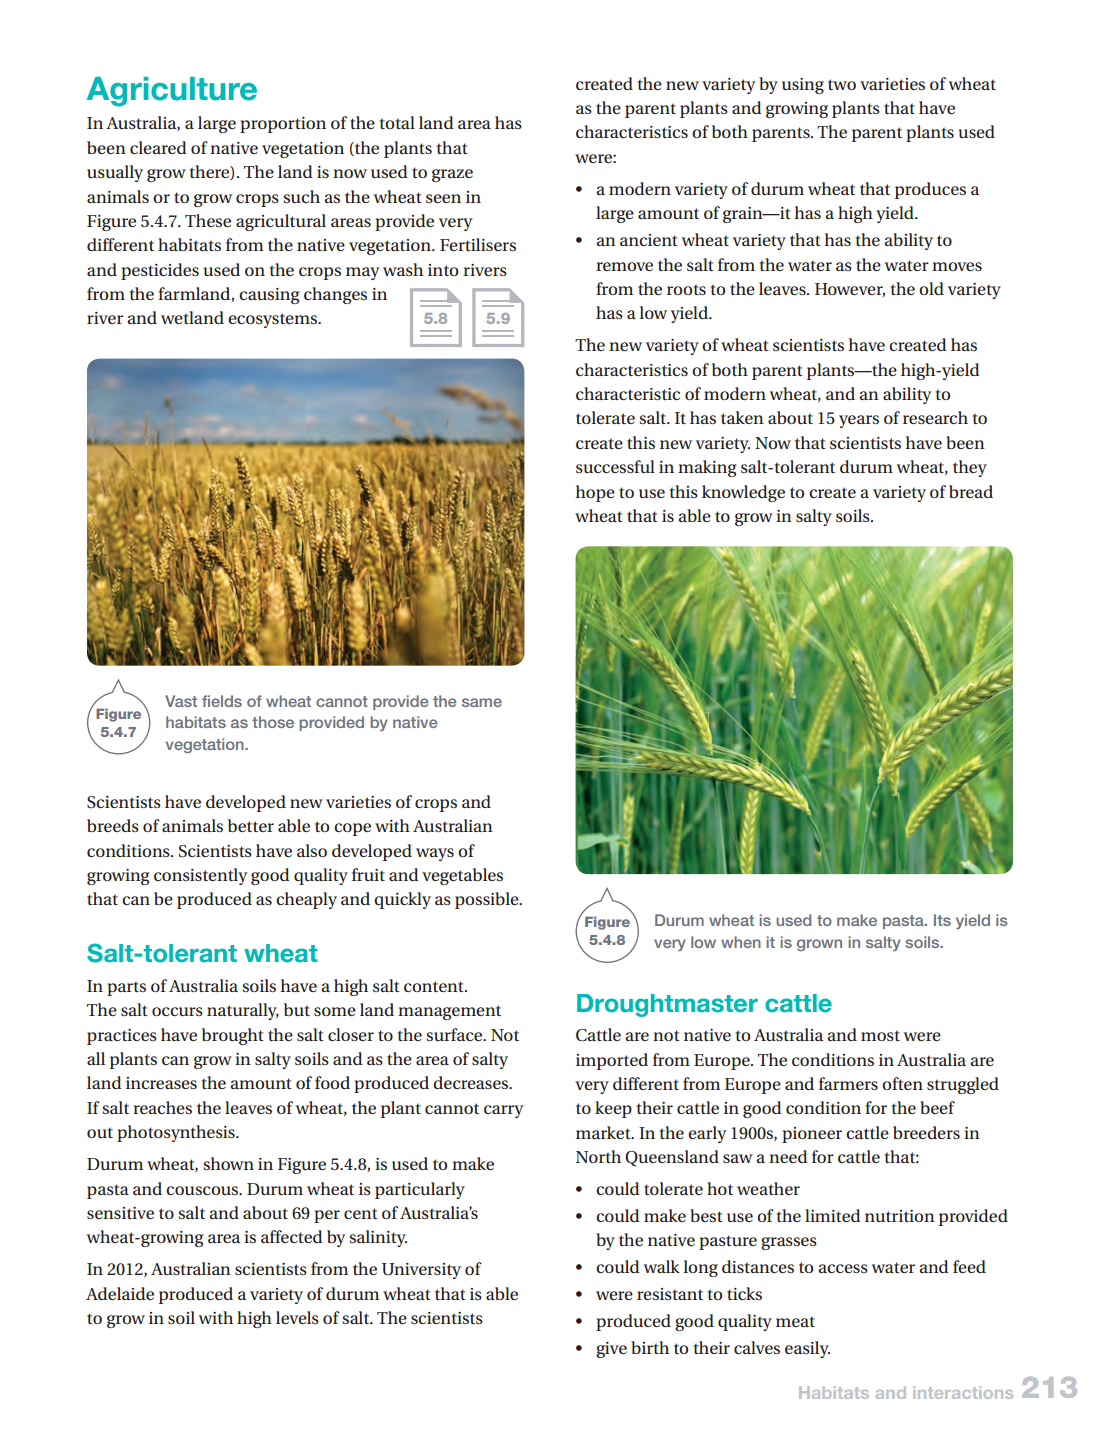 Agriculture
In Australia, a large proportion of the total land area has
been cleared of native vegetation (the plants that
usually grow there). The land is now used to graze
animals or to grow crops such as the wheat seen in
Figure 5.4.7. These agricultural areas provide very
different habitats from the native vegetation. Fertilisers
and pesticides used on the crops may wash into rivers
from the farmland, causing changes in
river and wetland ecosystems.
5.8
5.9
Figure
5.4.7
Vast fields of wheat cannot provide the same
habitats as those provided by native
vegetation.
Scientists have developed new varieties of crops and
breeds of animals better able to cope with Australian
conditions. Scientists have also developed ways of
growing consistently good quality fruit and vegetables
that can be produced as cheaply and quickly as possible.
Salt-tolerant wheat
In parts of Australia soils have a high salt content.
The salt occurs naturally, but some land management
practices have brought the salt closer to the surface. Not
all plants can grow in salty soils and as the area of salty
land increases the amount of food produced decreases.
If salt reaches the leaves of wheat, the plant cannot carry
out photosynthesis.
Durum wheat, shown in Figure 5.4.8, is used to make
pasta and couscous. Durum wheat is particularly
sensitive to salt and about 69 per cent of Australia's
wheat-growing area is affected by salinity.
In 2012, Australian scientists from the University of
Adelaide produced a variety of durum wheat that is able
to grow in soil with high levels of salt. The scientists
created the new variety by using two varieties of wheat
as the parent plants and growing plants that have
characteristics of both parents. The parent plants used
were:
• a modern variety of durum wheat that produces a
large amount of grain—it has a high yield.
• an ancient wheat variety that has the ability to
remove the salt from the water as the water moves
from the roots to the leaves. However, the old variety
has a low yield.
The new variety of wheat scientists have created has
characteristics of both parent plants—the high-yield
characteristic of modern wheat, and an ability to
tolerate salt. It has taken about 15 years of research to
create this new variety. Now that scientists have been
successful in making salt-tolerant durum wheat, they
hope to use this knowledge to create a variety of bread
wheat that is able to grow in salty soils.
Figure
5.4.8
Durum wheat is used to make pasta. Its yield is
very low when it is grown in salty soils.
Droughtmaster cattle
Cattle are not native to Australia and most were
imported from Europe. The conditions in Australia are
very different from Europe and farmers often struggled
to keep their cattle in good condition for the beef
market. In the early 1900s, pioneer cattle breeders in
North Queensland saw a need for cattle that:
• could tolerate hot weather
• could make best use of the limited nutrition provided
by the native pasture grasses
• could walk long distances to access water and feed
• were resistant to ticks
• produced good quality meat
• give birth to their calves easily.
Habitats and interactions 213